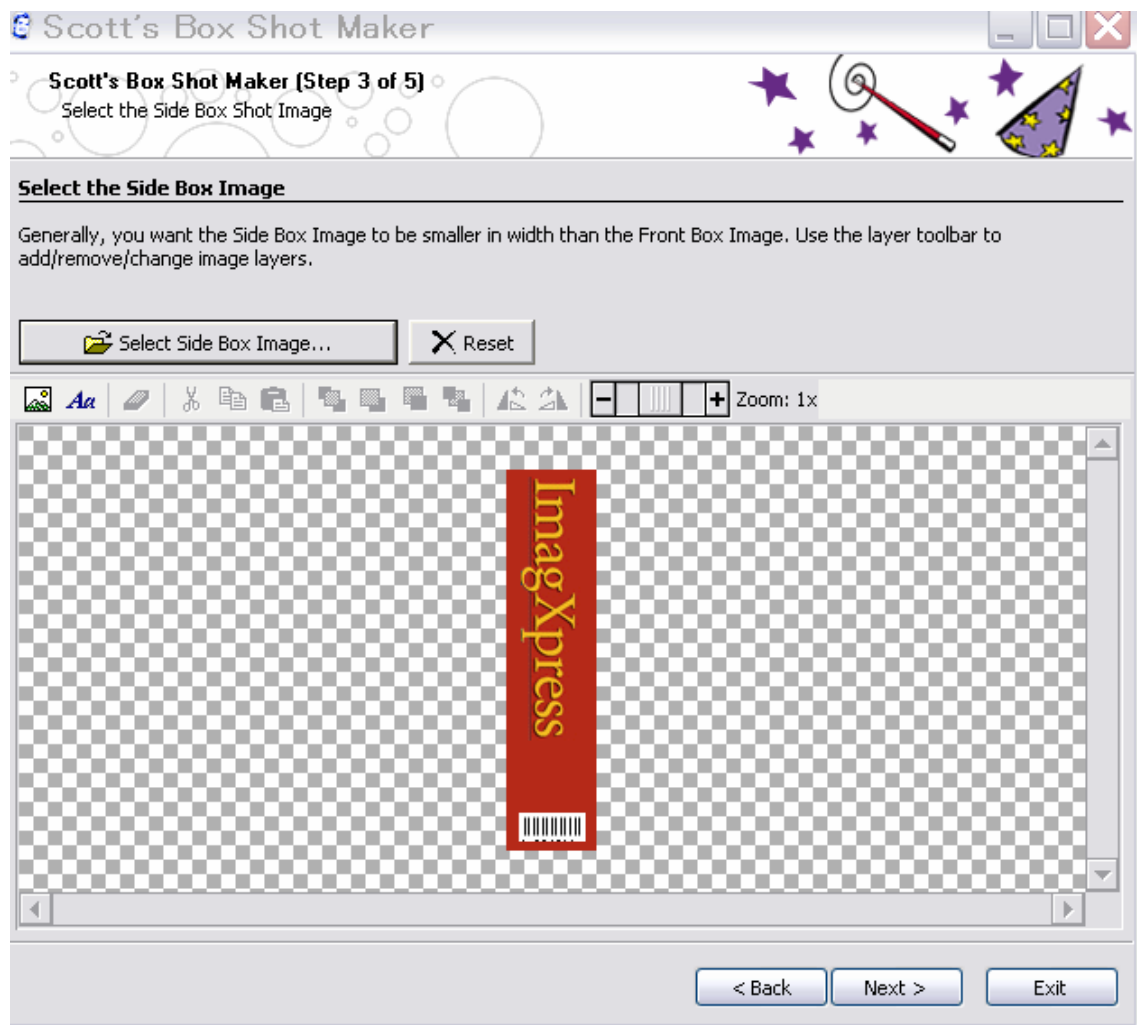 Scott's Box Shot Maker
Scott's Box Shot Maker (Step 3 of 5)
Select the Side Box Shot Image
Select the Side Box Image
Generally, you want the Side Box Image to be smaller in width than the Front Box Image. Use the layer toolbar to
add/remove/change image layers.
Select Side Box Image... Reset
Aa Zoom: 1x
ImagXpress
< Back Next > Exit